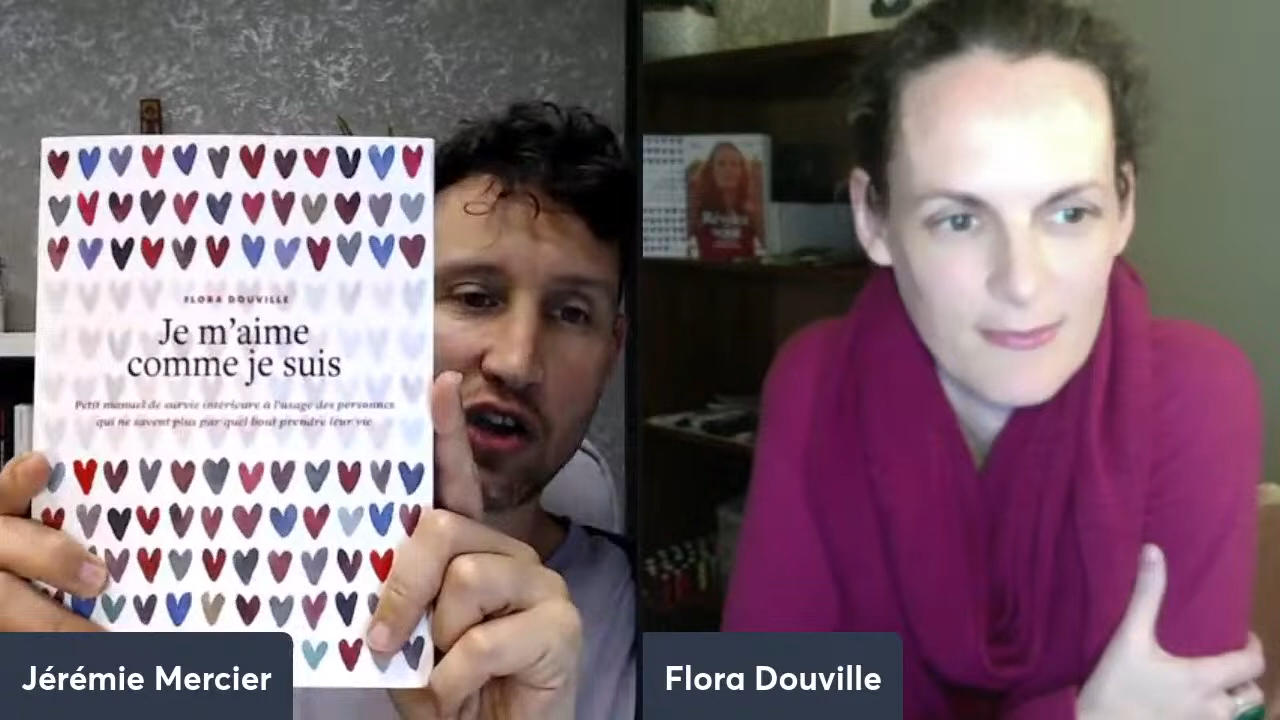 FLORA DOUVILLE
Je m'aime
comme je suis
Petit manuel de survie intérieure à l'usage des personnes
qui ne savent plus par quel bout prendre leur vie
Jérémie Mercier
Flora Douville